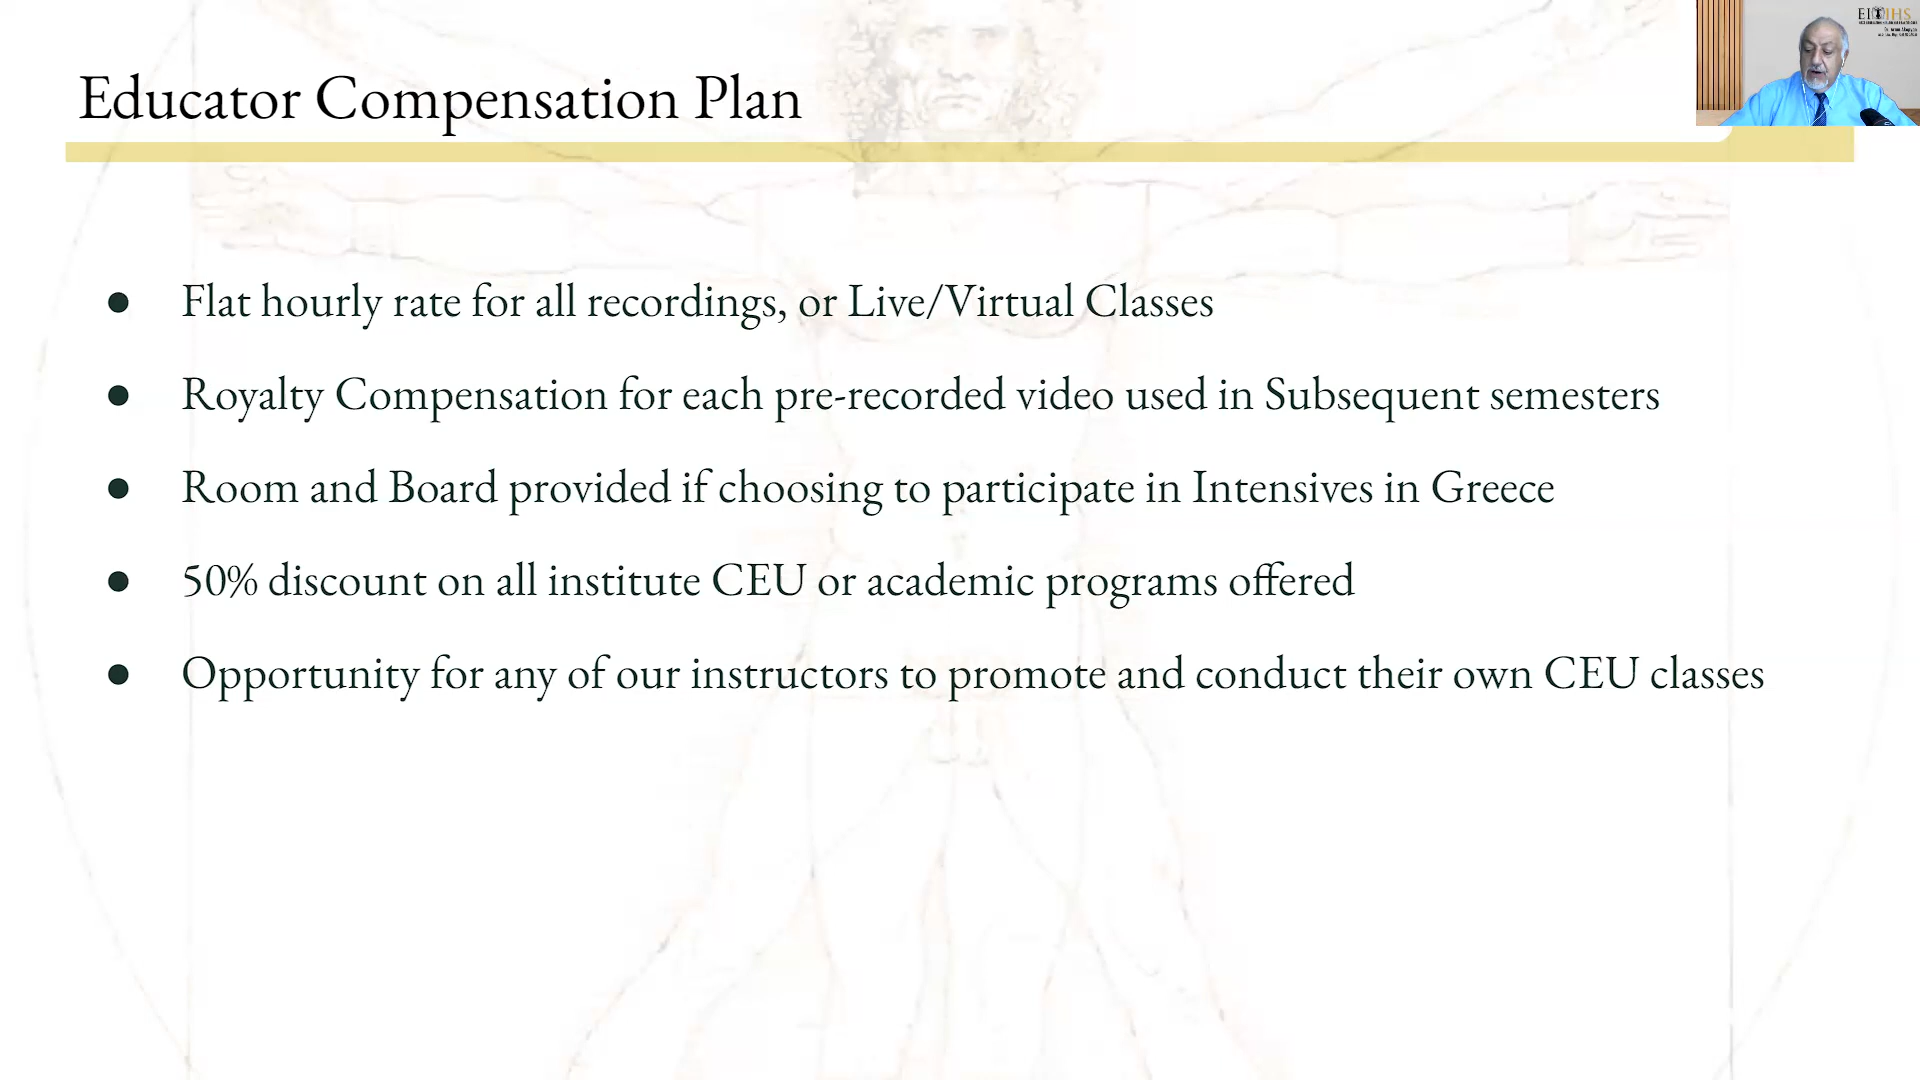 Educator Compensation Plan
● Flat hourly rate for all recordings, or Live/Virtual Classes
● Royalty Compensation for each pre-recorded video used in Subsequent semesters
● Room and Board provided if choosing to participate in Intensives in Greece
● 50% discount on all institute CEU or academic programs offered
● Opportunity for any of our instructors to promote and conduct their own CEU classes